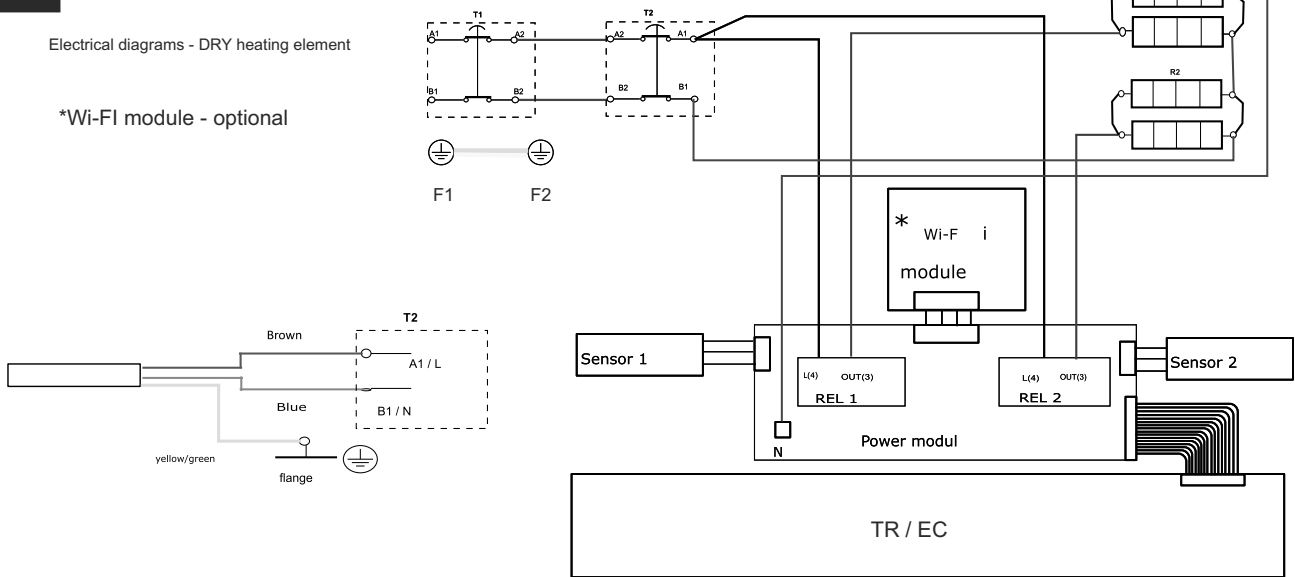 T1
T2
A1
A2
A2
A1
Electrical diagrams - DRY heating element
R2
B1
B2
B2
B1
*Wi-FI module - optional
F1
F2
* Wi-F i
module
T2
Brown
A1 / L
Sensor 1
Sensor 2
L(4) OUT(3)
REL 1
L(4) OUT(3)
REL 2
Blue
B1 / N
Power modul
N
yellow/green
flange
TR / EC